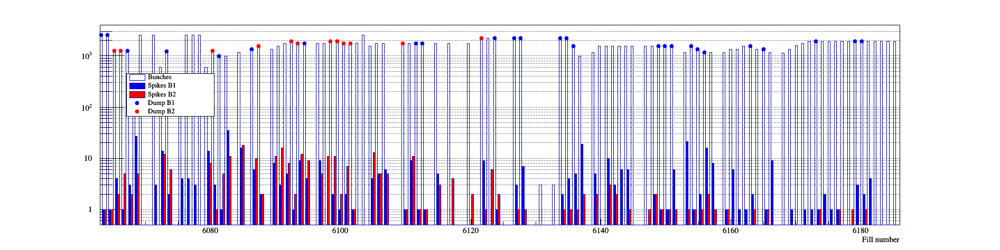 10³
Bunches
Spikes B1
Spikes B2
Dump B1
10²
Dump B2
10
1
6080 6100 6120 6140 6160 6180
Fill number